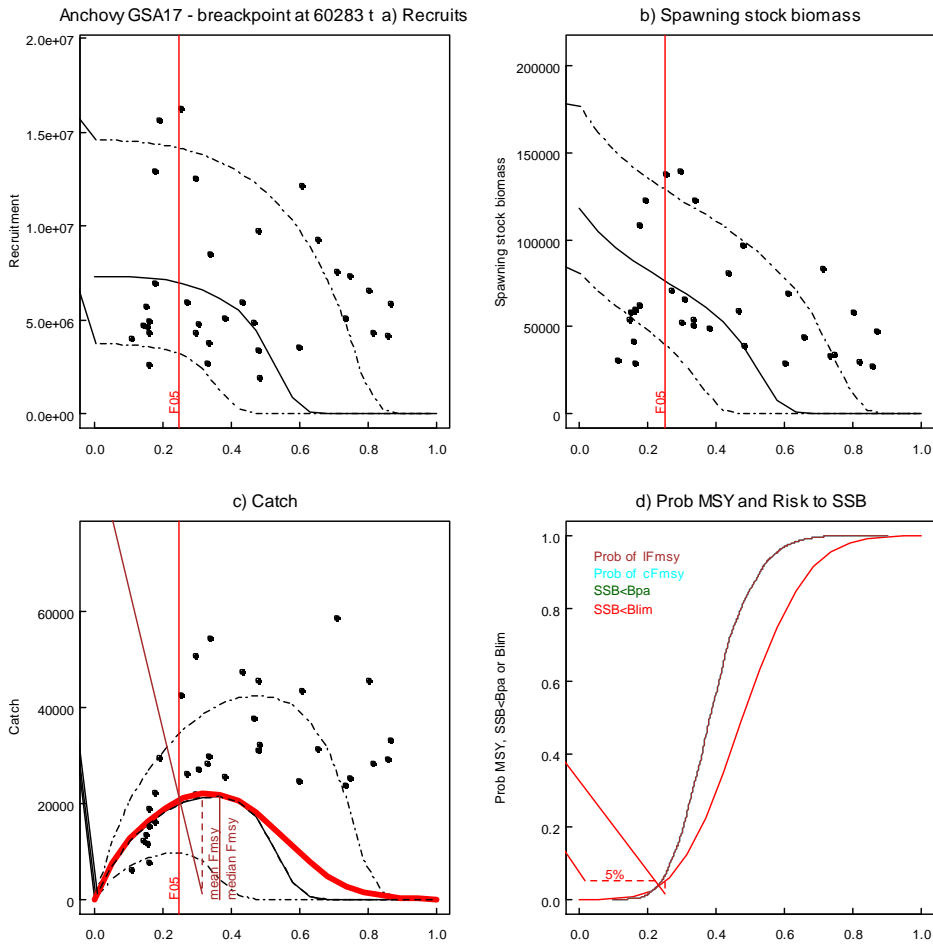 Anchovy GSA17 - breackpoint at 60283 t a) Recruits
Recruitment
2.0e+07
1.5e+07
1.0e+07
5.0e+06
0.0e+00
F05
0.0 0.2 0.4 0.6 0.8 1.0
b) Spawning stock biomass
Spawning stock biomass
200000
150000
100000
50000
0
F05
0.0 0.2 0.4 0.6 0.8 1.0
c) Catch
Catch
60000
40000
20000
0
F05
mean Fmsy
median Fmsy
0.0 0.2 0.4 0.6 0.8 1.0
d) Prob MSY and Risk to SSB
Prob MSY, SSB<Bpa or Blim
1.0
0.8
0.6
0.4
0.2
0.0
Prob of lFmsy
Prob of cFmsy
SSB<Bpa
SSB<Blim
5%
0.0 0.2 0.4 0.6 0.8 1.0